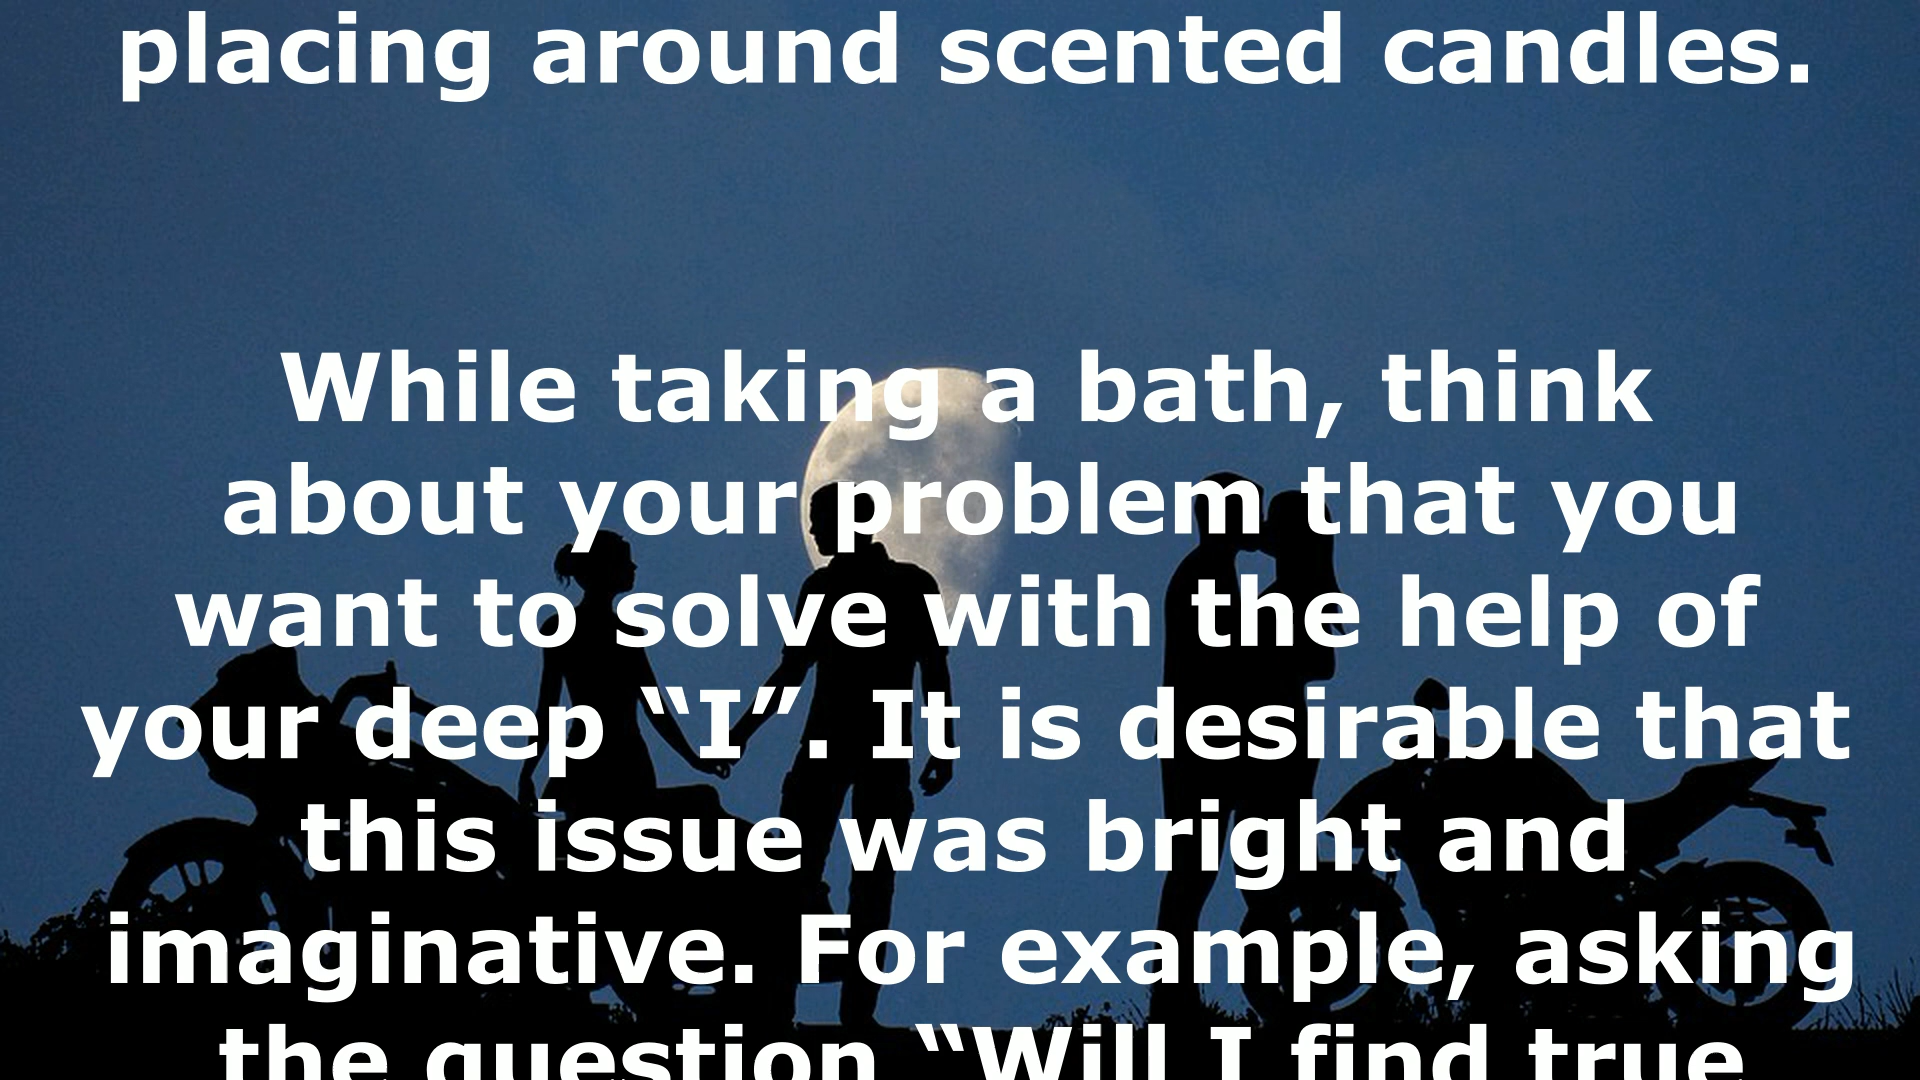 placing around scented candles.
While taking a bath, think
about your problem that you
want to solve with the help of
your deep “I”. It is desirable that
this issue was bright and
imaginative. For example, asking
the question “Will I find true